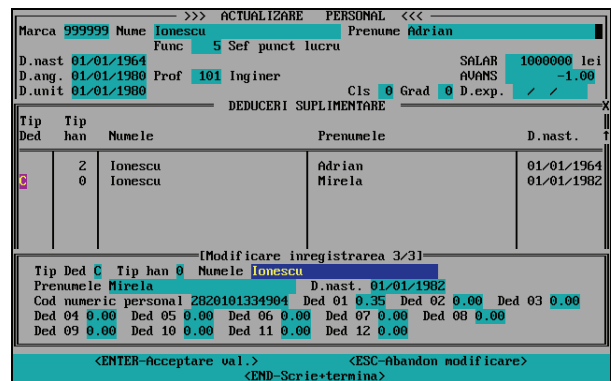 >>> ACTUALIZARE PERSONAL <<<
Marca 999999 Nume Ionescu Prenume Adrian
Func 5 Sef punct lucru
D.nast 01/01/1964 SALAR 1000000 lei
D.ang. 01/01/1980 Prof 101 Inginer AVANS -1.00
D.unit 01/01/1980 Cls 0 Grad 0 D.exp. / /
DEDUCERI SUPLIMENTARE X
Tip Tip
Ded han Numele Prenumele D.nast. ↑
2 Ionescu Adrian 01/01/1964
C 0 Ionescu Mirela 01/01/1982
[Modificare inregistrarea 3/3]
Tip Ded C Tip han 0 Numele Ionescu
Prenumele Mirela D.nast. 01/01/1982
Cod numeric personal 2820101334904 Ded 01 0.35 Ded 02 0.00 Ded 03 0.00
Ded 04 0.00 Ded 05 0.00 Ded 06 0.00 Ded 07 0.00 Ded 08 0.00
Ded 09 0.00 Ded 10 0.00 Ded 11 0.00 Ded 12 0.00
<ENTER-Acceptare val.> <ESC-Abandon modificare>
<END-Scrie+termina>